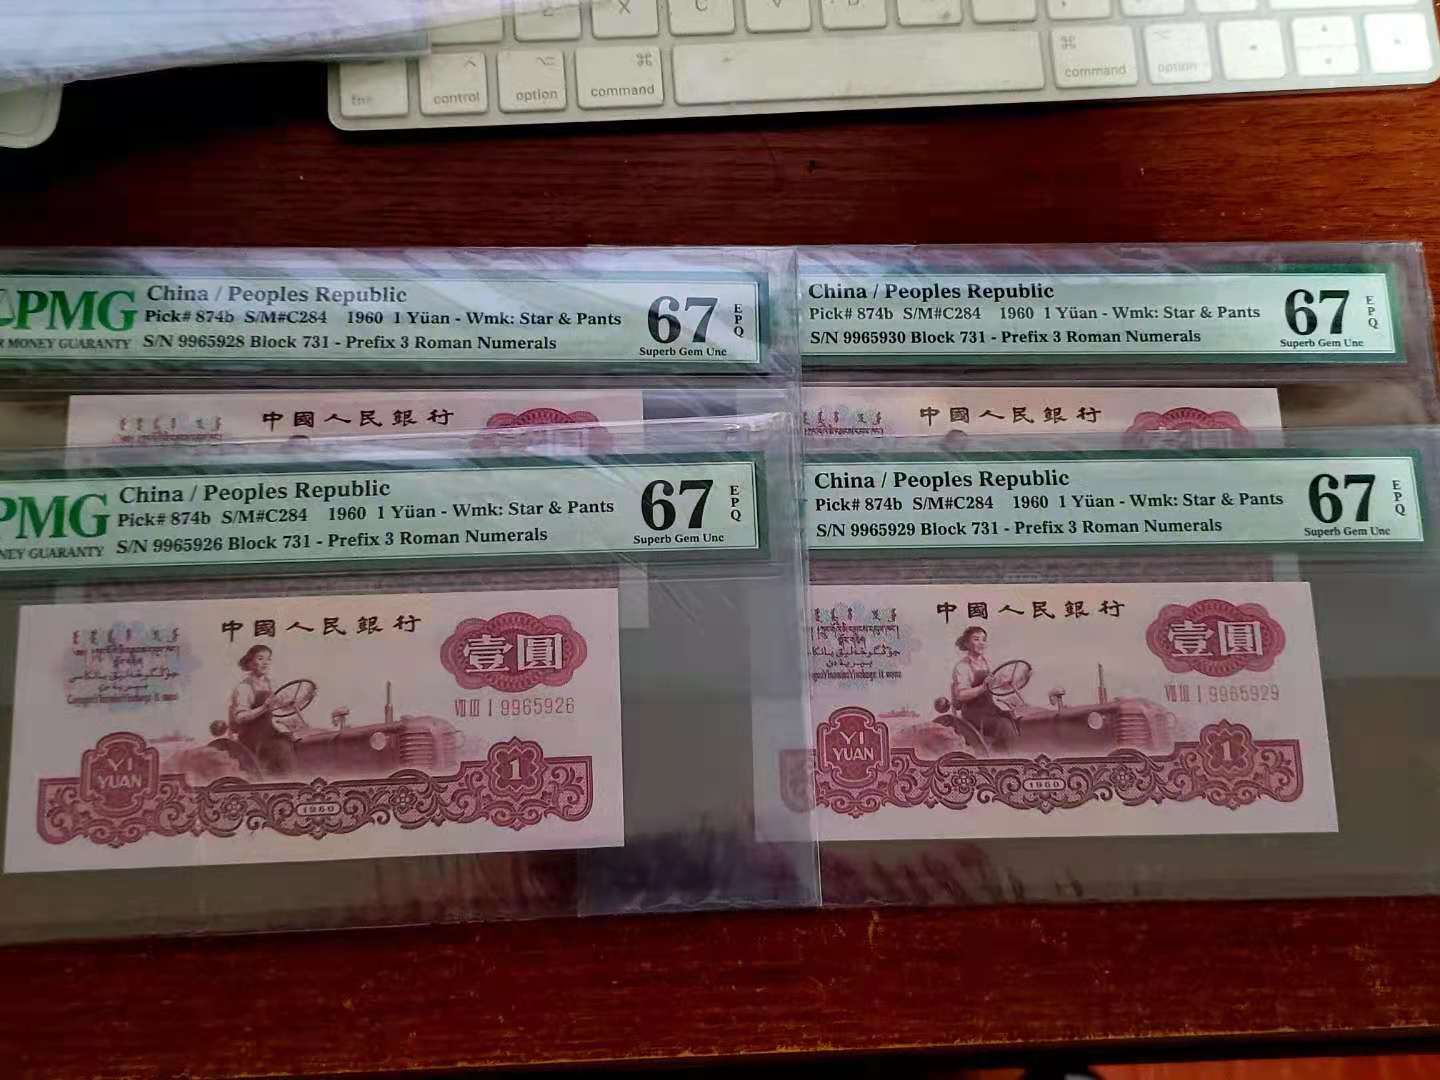 fn
control
option
command
command
option
PMG
MONEY GUARANTY
China / Peoples Republic
Pick# 874b S/M#C284 1960 1 Yüan - Wmk: Star & Pants
S/N 9965928 Block 731 - Prefix 3 Roman Numerals
67
EPQ
Superb Gem Unc
China / Peoples Republic
Pick# 874b S/M#C284 1960 1 Yüan - Wmk: Star & Pants
S/N 9965930 Block 731 - Prefix 3 Roman Numerals
67
EPQ
Superb Gem Unc
中國人民銀行
中國人民銀行
PMG
GUARANTY
China / Peoples Republic
Pick# 874b S/M#C284 1960 1 Yüan - Wmk: Star & Pants
S/N 9965926 Block 731 - Prefix 3 Roman Numerals
67
EPQ
Superb Gem Unc
China / Peoples Republic
Pick# 874b S/M#C284 1960 1 Yüan - Wmk: Star & Pants
S/N 9965929 Block 731 - Prefix 3 Roman Numerals
67
EPQ
Superb Gem Unc
中國人民銀行
壹圓
VII III I 9965926
YI
YUAN
1
1960
中國人民銀行
壹圓
VII III I 9965929
YI
YUAN
1
1960